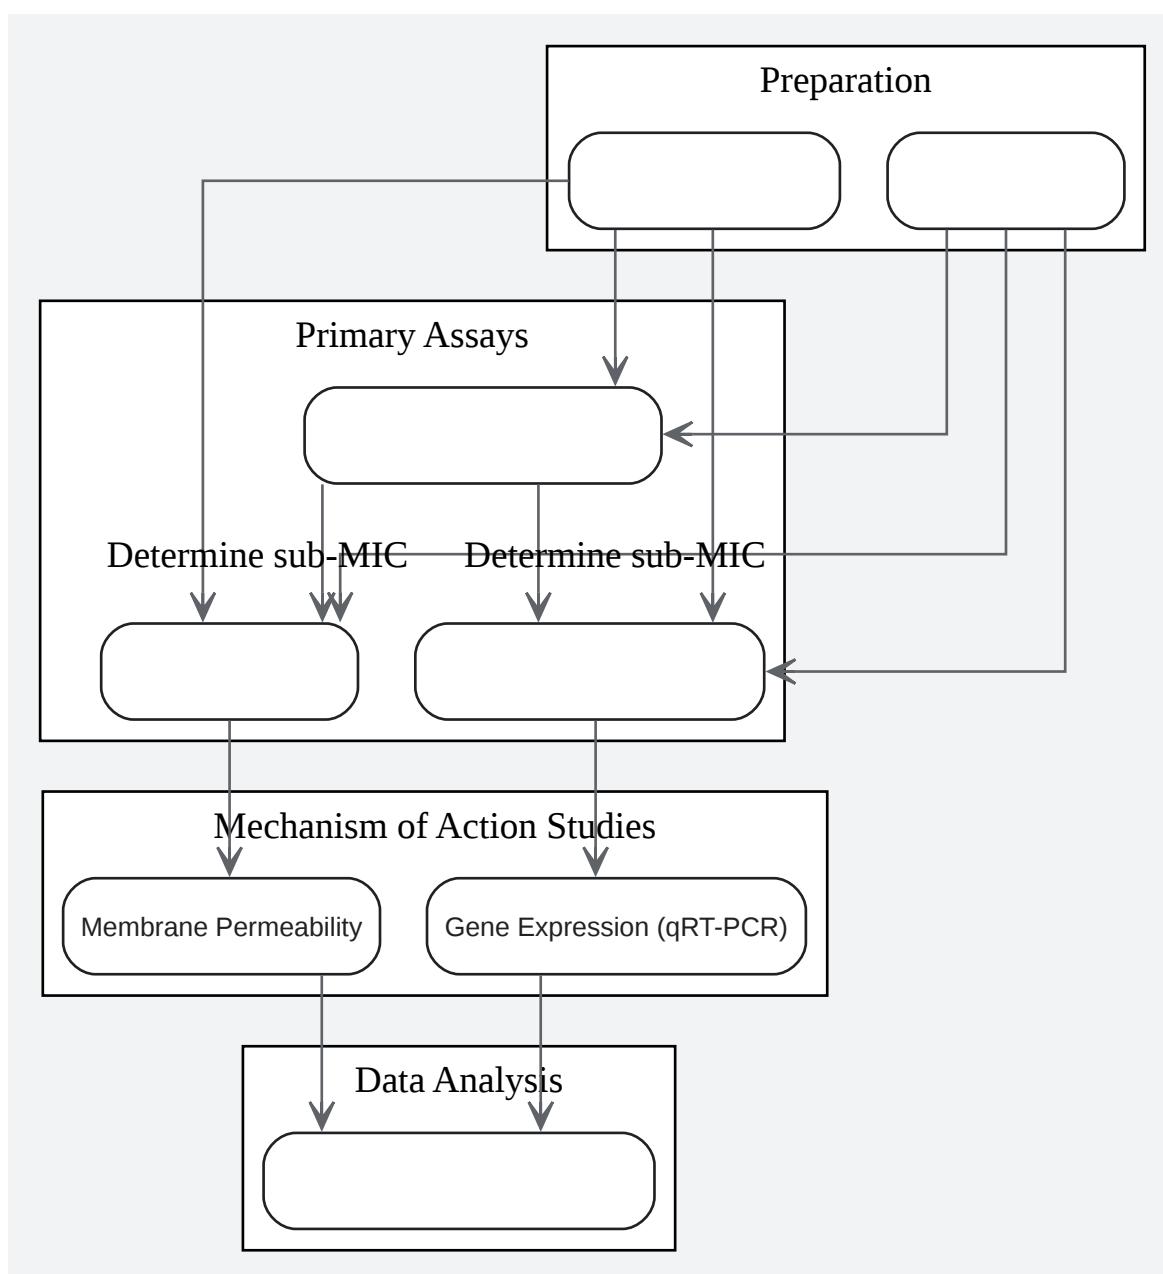 Preparation
Primary Assays
Determine sub-MIC
Determine sub-MIC
Mechanism of Action Studies
Membrane Permeability
Gene Expression (qRT-PCR)
Data Analysis